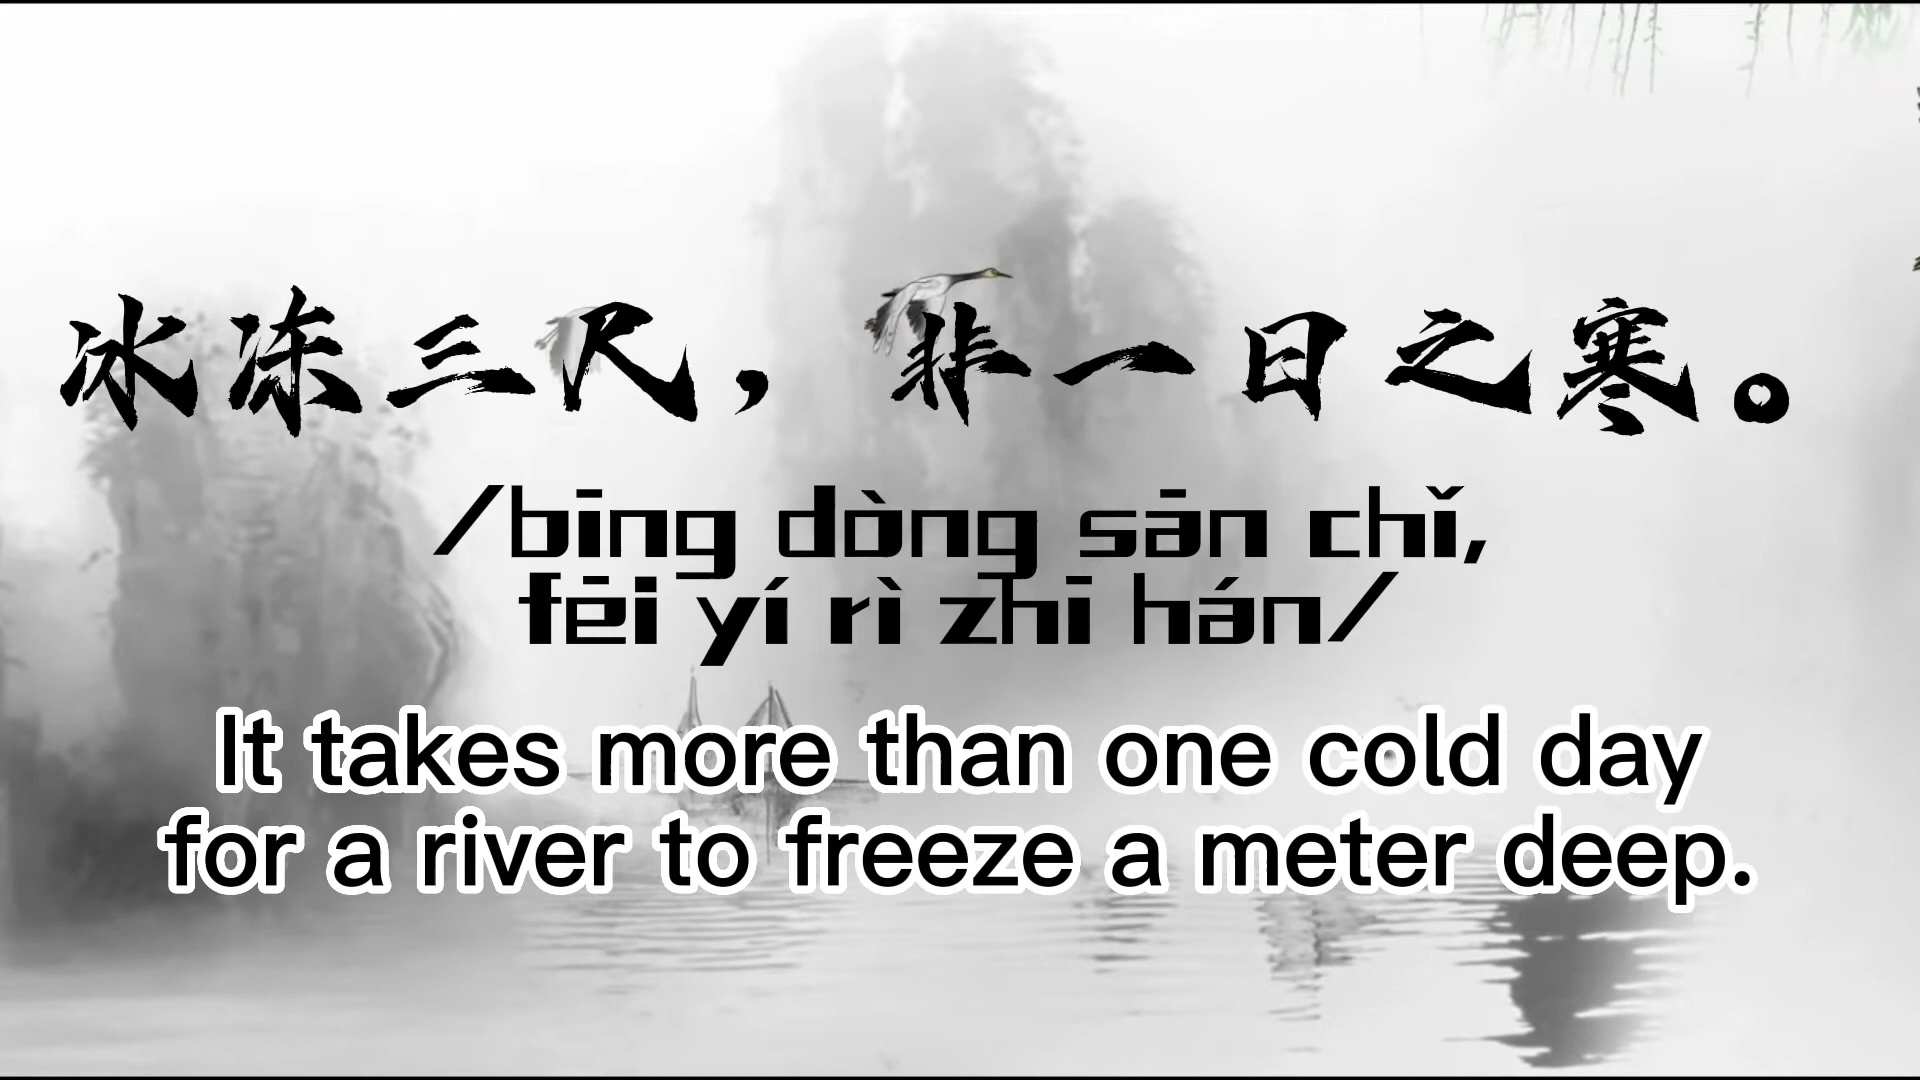 冰冻三尺，非一日之寒。
/bīng dòng sān chǐ,
fēi yí rì zhī hán/
It takes more than one cold day
for a river to freeze a meter deep.